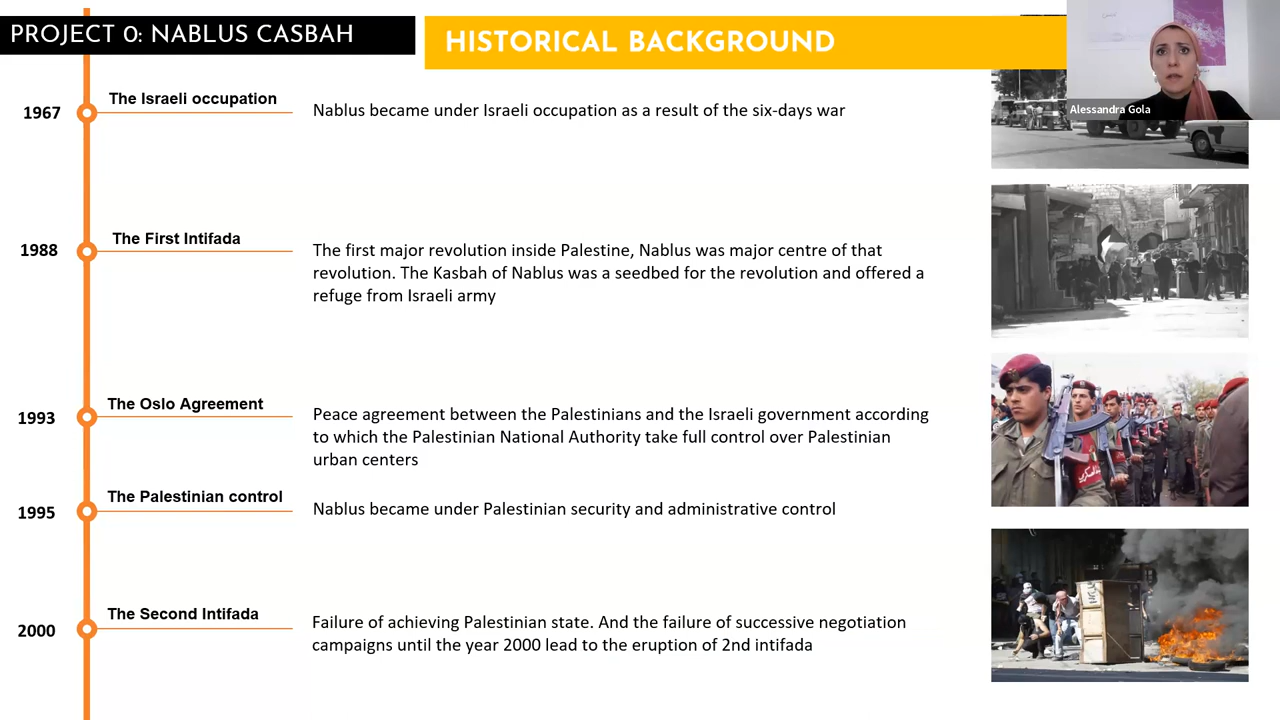 PROJECT 0: NABLUS CASBAH
HISTORICAL BACKGROUND
Alessandra Gola
1967
The Israeli occupation
Nablus became under Israeli occupation as a result of the six-days war
1988
The First Intifada
The first major revolution inside Palestine, Nablus was major centre of that
revolution. The Kasbah of Nablus was a seedbed for the revolution and offered a
refuge from Israeli army
1993
The Oslo Agreement
Peace agreement between the Palestinians and the Israeli government according
to which the Palestinian National Authority take full control over Palestinian
urban centers
1995
The Palestinian control
Nablus became under Palestinian security and administrative control
2000
The Second Intifada
Failure of achieving Palestinian state. And the failure of successive negotiation
campaigns until the year 2000 lead to the eruption of 2nd intifada